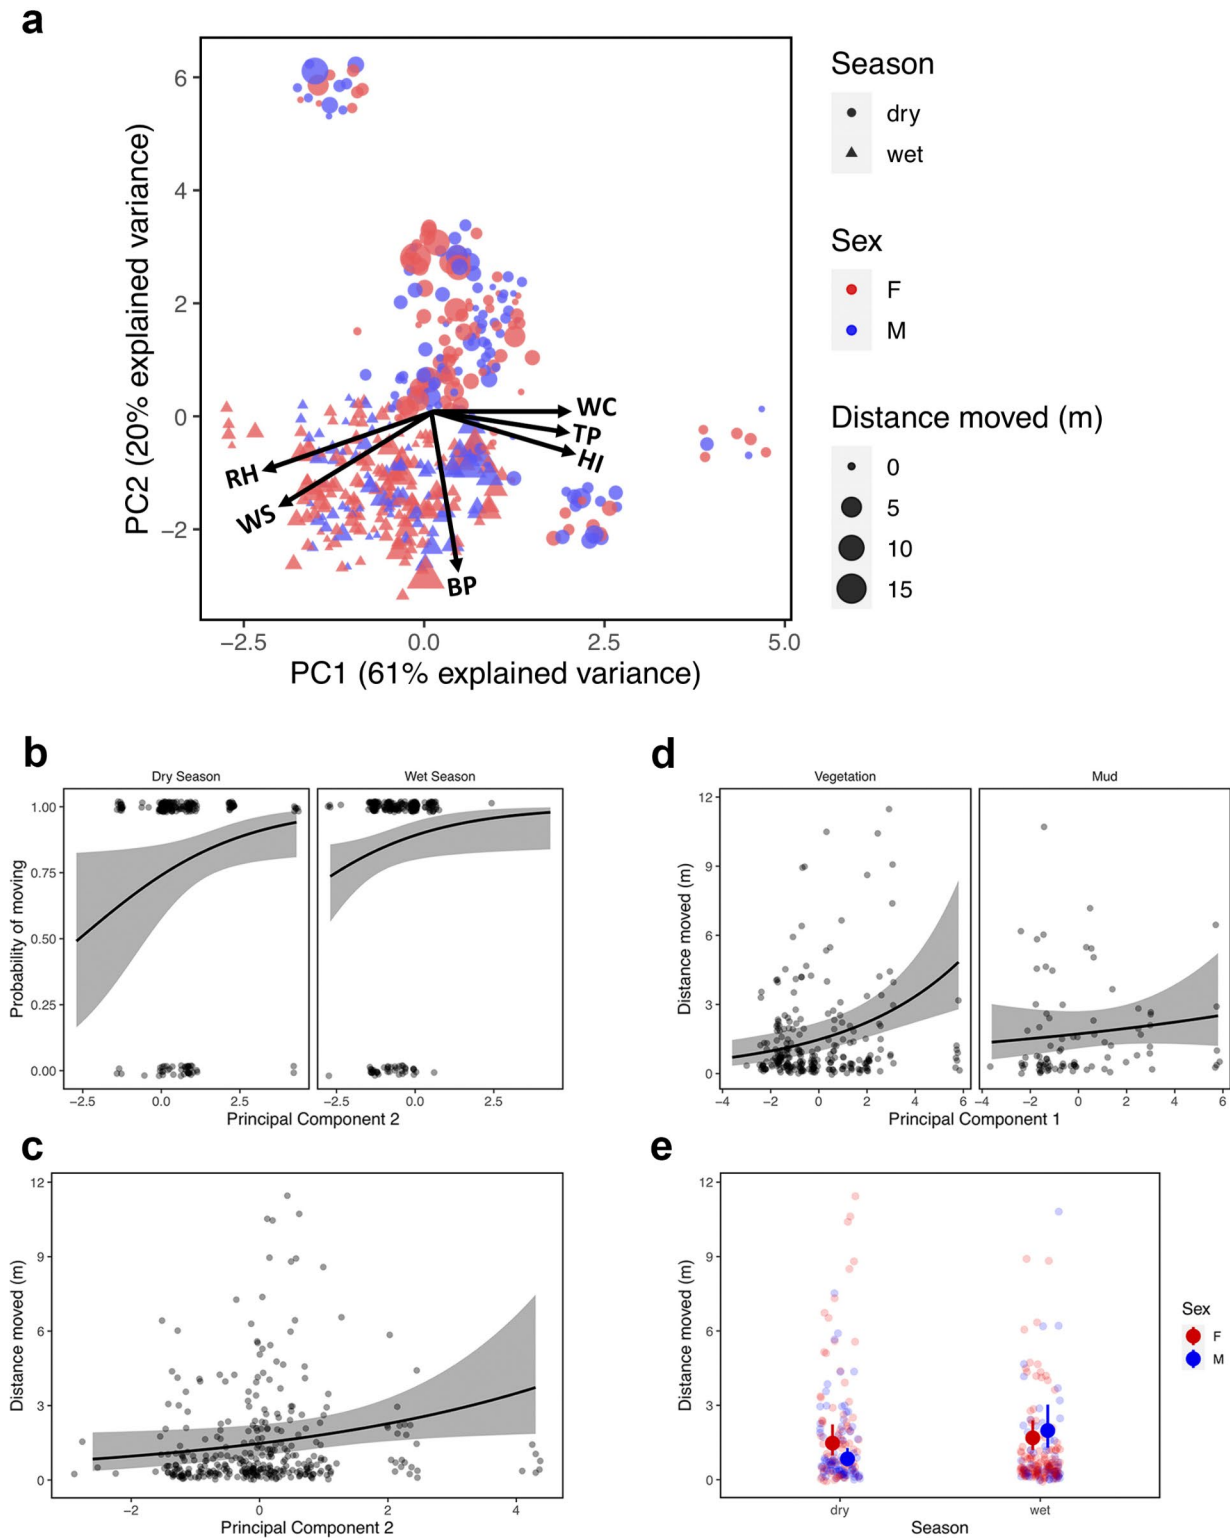 a
PC2 (20% explained variance)
6
4
2
0
−2
−2.5
0.0
2.5
5.0
PC1 (61% explained variance)
RH
WS
BP
WC
TP
HI
Season
dry
wet
Sex
F
M
Distance moved (m)
0
5
10
15
b
Dry Season
Wet Season
Probability of moving
1.00
0.75
0.50
0.25
0.00
−2.5
0.0
2.5
−2.5
0.0
2.5
Principal Component 2
d
Vegetation
Mud
Distance moved (m)
12
9
6
3
0
−4
−2
0
2
4
6
−4
−2
0
2
4
6
Principal Component 1
c
Distance moved (m)
12
9
6
3
0
−2
0
2
4
Principal Component 2
e
Distance moved (m)
12
9
6
3
0
dry
wet
Season
Sex
F
M